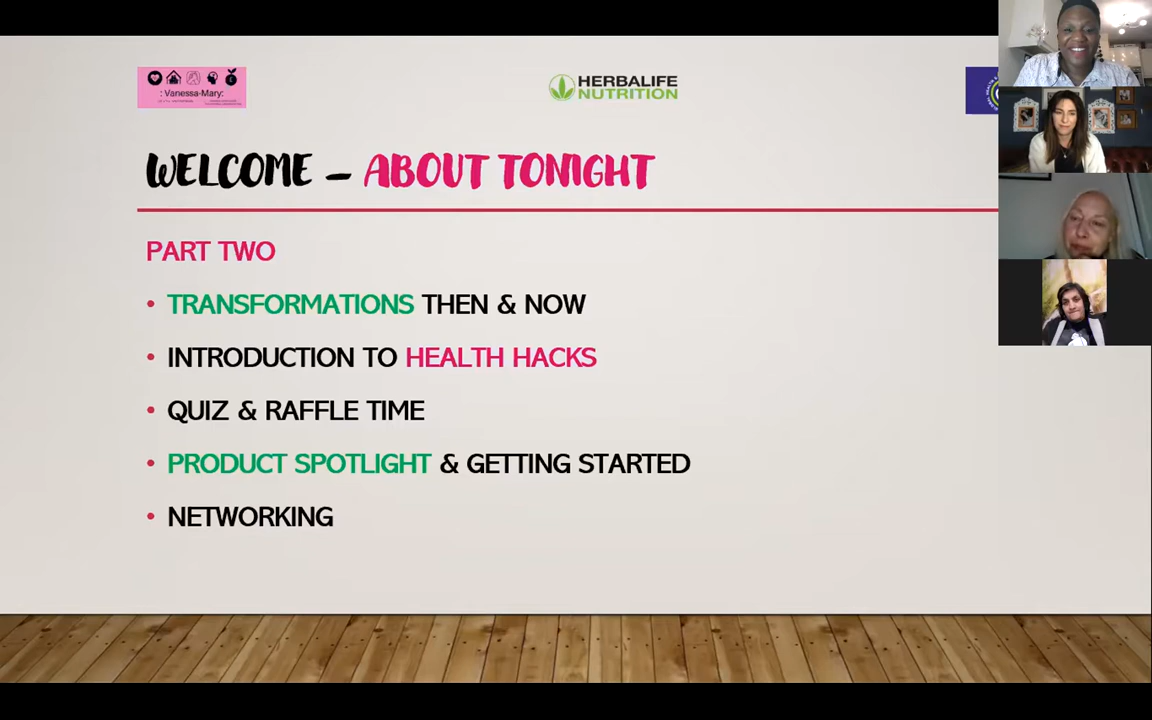 : Vanessa-Mary:
HERBALIFE
NUTRITION
WELCOME – ABOUT TONIGHT
PART TWO
• TRANSFORMATIONS THEN & NOW
• INTRODUCTION TO HEALTH HACKS
• QUIZ & RAFFLE TIME
• PRODUCT SPOTLIGHT & GETTING STARTED
• NETWORKING